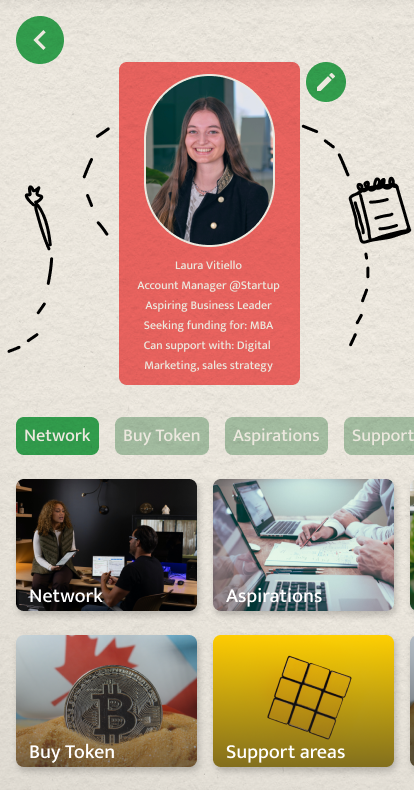 Laura Vitiello
Account Manager @Startup
Aspiring Business Leader
Seeking funding for: MBA
Can support with: Digital
Marketing, sales strategy
Network
Buy Token
Aspirations
Support
Network
Aspirations
Buy Token
Support areas